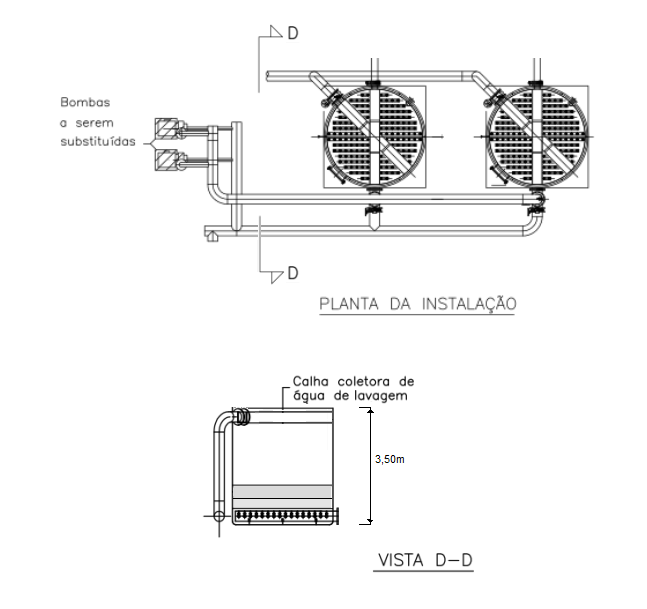 D
Bombas
a serem
substituídas
D
PLANTA DA INSTALAÇÃO
Calha coletora de
água de lavagem
3,50m
VISTA D-D